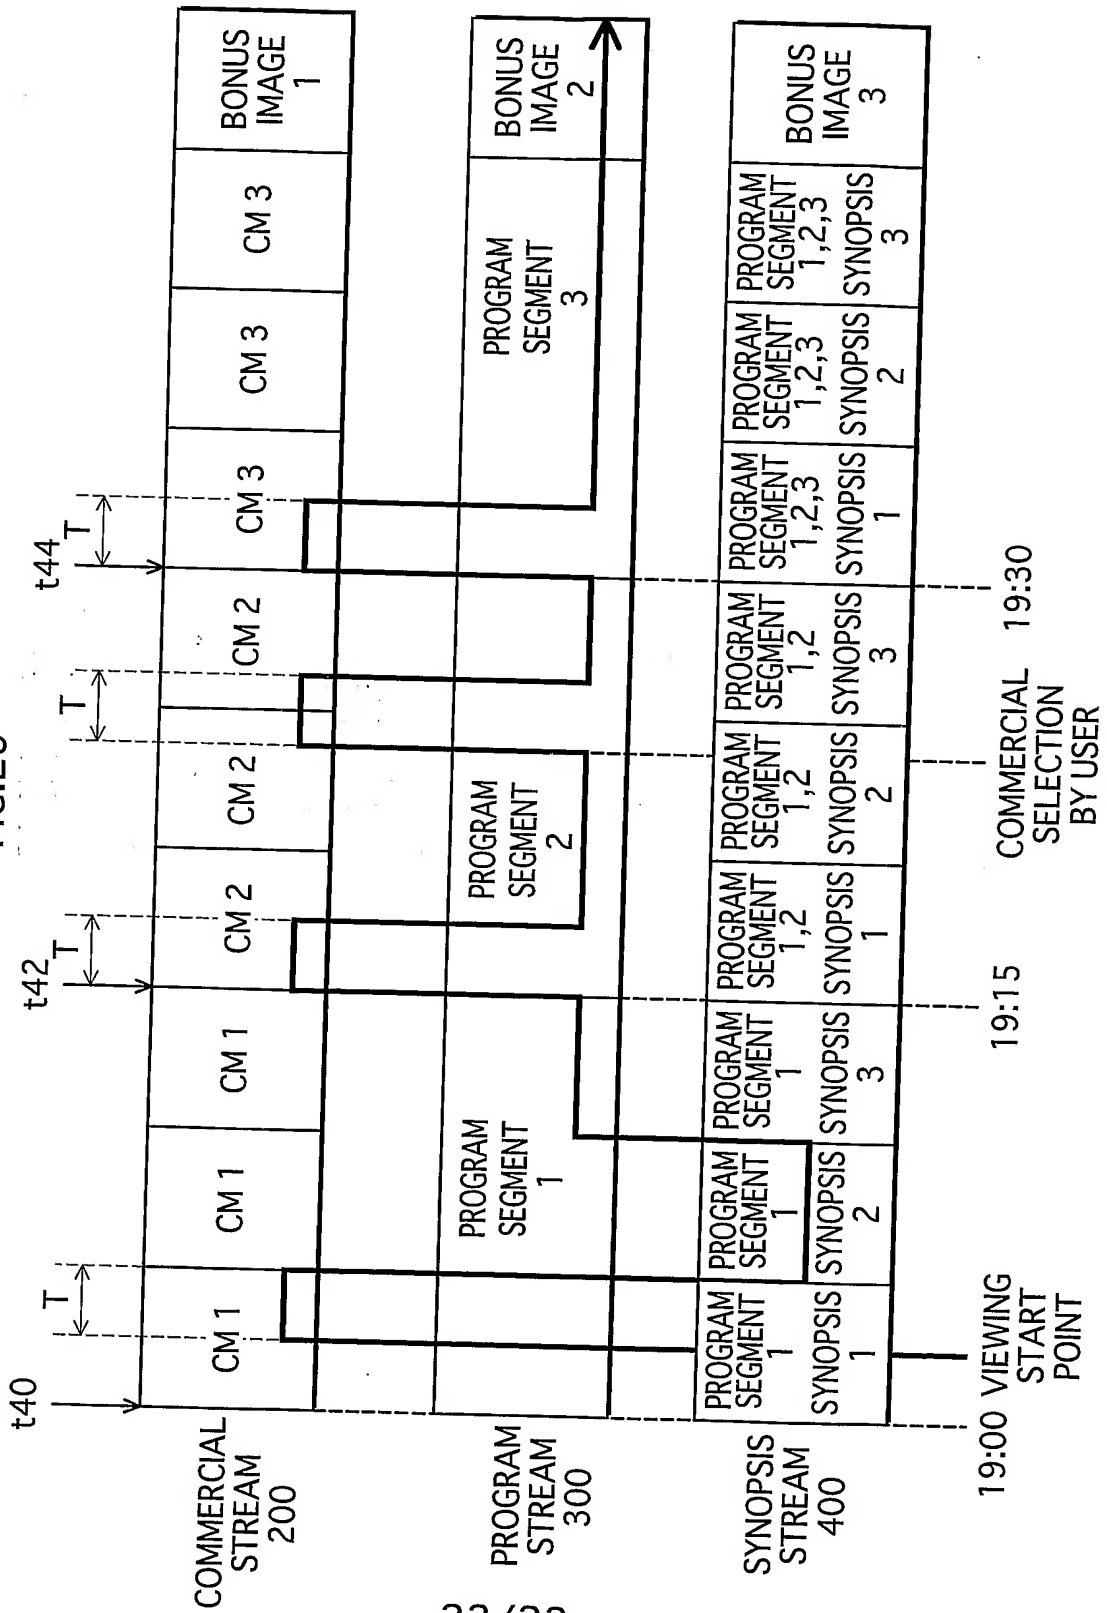 t40
T
t42
T
T
t44
T
COMMERCIAL
STREAM
200
CM 1
CM 1
CM 1
CM 2
CM 2
CM 2
CM 3
CM 3
CM 3
BONUS
IMAGE
1
PROGRAM
STREAM
300
PROGRAM
SEGMENT
1
PROGRAM
SEGMENT
2
PROGRAM
SEGMENT
3
BONUS
IMAGE
2
SYNOPSIS
STREAM
400
PROGRAM
SEGMENT
1
SYNOPSIS
1
PROGRAM
SEGMENT
1
SYNOPSIS
2
PROGRAM
SEGMENT
1
SYNOPSIS
3
PROGRAM
SEGMENT
1,2
SYNOPSIS
1
PROGRAM
SEGMENT
1,2
SYNOPSIS
2
PROGRAM
SEGMENT
1,2
SYNOPSIS
3
PROGRAM
SEGMENT
1,2,3
SYNOPSIS
1
PROGRAM
SEGMENT
1,2,3
SYNOPSIS
2
PROGRAM
SEGMENT
1,2,3
SYNOPSIS
3
BONUS
IMAGE
3
19:00
VIEWING
START
POINT
19:15
COMMERCIAL
SELECTION
BY USER
19:30